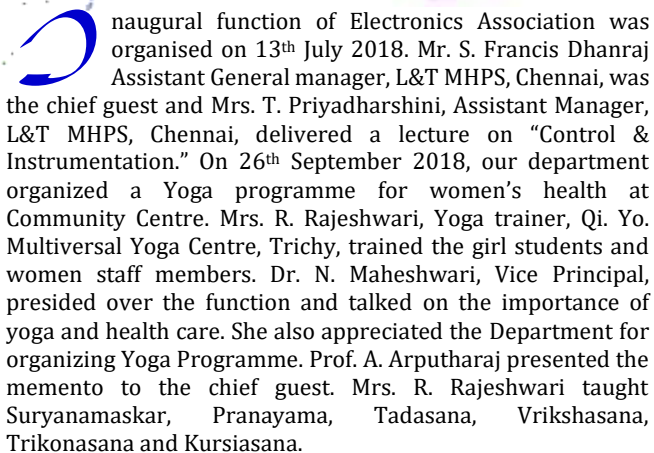 Inaugural function of Electronics Association was
organised on 13th July 2018. Mr. S. Francis Dhanraj
Assistant General manager, L&T MHPS, Chennai, was
the chief guest and Mrs. T. Priyadharshini, Assistant Manager,
L&T MHPS, Chennai, delivered a lecture on “Control &
Instrumentation.” On 26th September 2018, our department
organized a Yoga programme for women’s health at
Community Centre. Mrs. R. Rajeshwari, Yoga trainer, Qi. Yo.
Multiversal Yoga Centre, Trichy, trained the girl students and
women staff members. Dr. N. Maheshwari, Vice Principal,
presided over the function and talked on the importance of
yoga and health care. She also appreciated the Department for
organizing Yoga Programme. Prof. A. Arputharaj presented the
memento to the chief guest. Mrs. R. Rajeshwari taught
Suryanamaskar, Pranayama, Tadasana, Vrikshasana,
Trikonasana and Kursiasana.